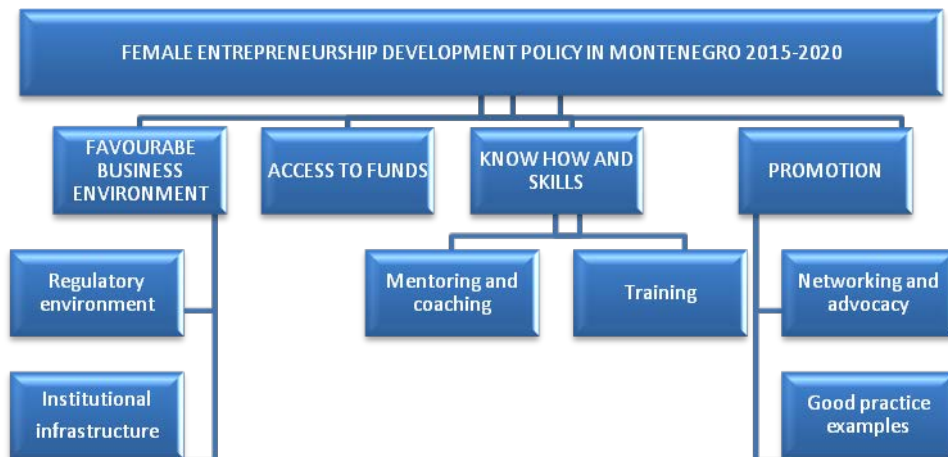 FEMALE ENTREPRENEURSHIP DEVELOPMENT POLICY IN MONTENEGRO 2015-2020
FAVOURABE
BUSINESS
ENVIRONMENT
ACCESS TO FUNDS
KNOW HOW AND
SKILLS
PROMOTION
Regulatory
environment
Mentoring and
coaching
Training
Networking and
advocacy
Institutional
infrastructure
Good practice
examples